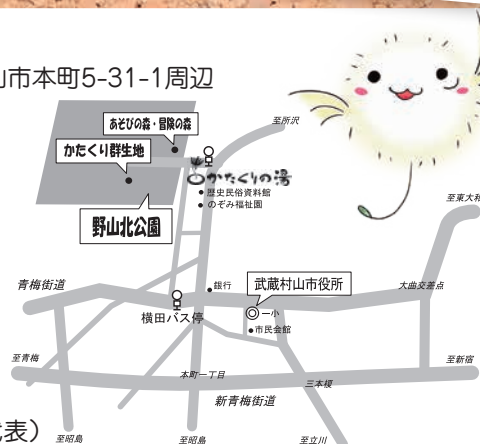 山市本町5-31-1周辺
あそびの森・冒険の森
至所沢
かたくり群生地
かたくりの湯
歴史民俗資料館
のぞみ福祉園
至東大和
野山北公園
銀行
武蔵村山市役所
青梅街道
大曲交差点
横田バス停
一小
市民会館
至青梅
至新宿
本町一丁目
三本榎
新青梅街道
表）
至昭島
至昭島
至立川